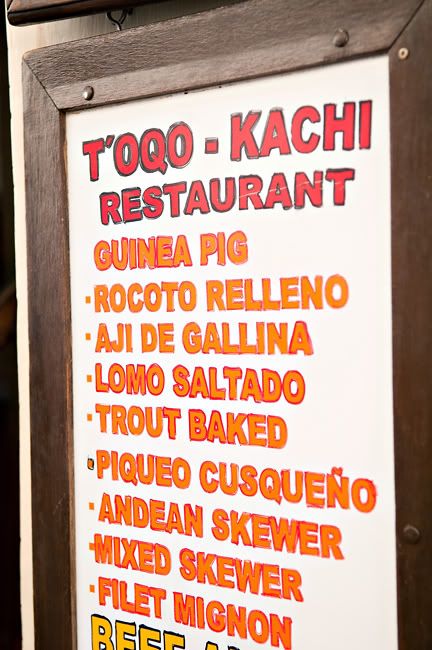 T'OQO - KACHI
RESTAURANT
GUINEA PIG
· ROCOTO RELLENO
· AJI DE GALLINA
· LOMO SALTADO
· TROUT BAKED
· PIQUEO CUSQUEÑO
· ANDEAN SKEWER
· MIXED SKEWER
· FILET MIGNON
BEEF